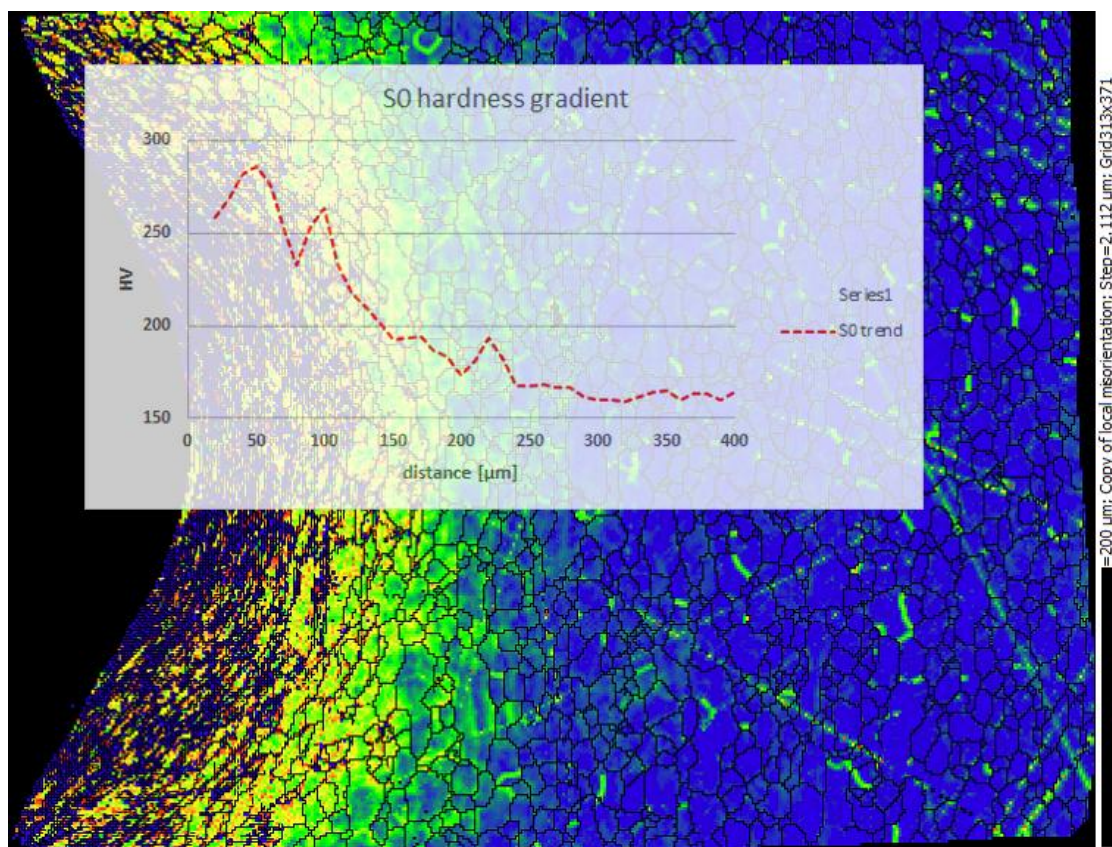 S0 hardness gradient
300
250
200
150
HV
0 50 100 150 200 250 300 350 400
distance [µm]
Series1
S0 trend
=200 µm; Copy of local misorientation; Step=2.112 µm; Grid313x371